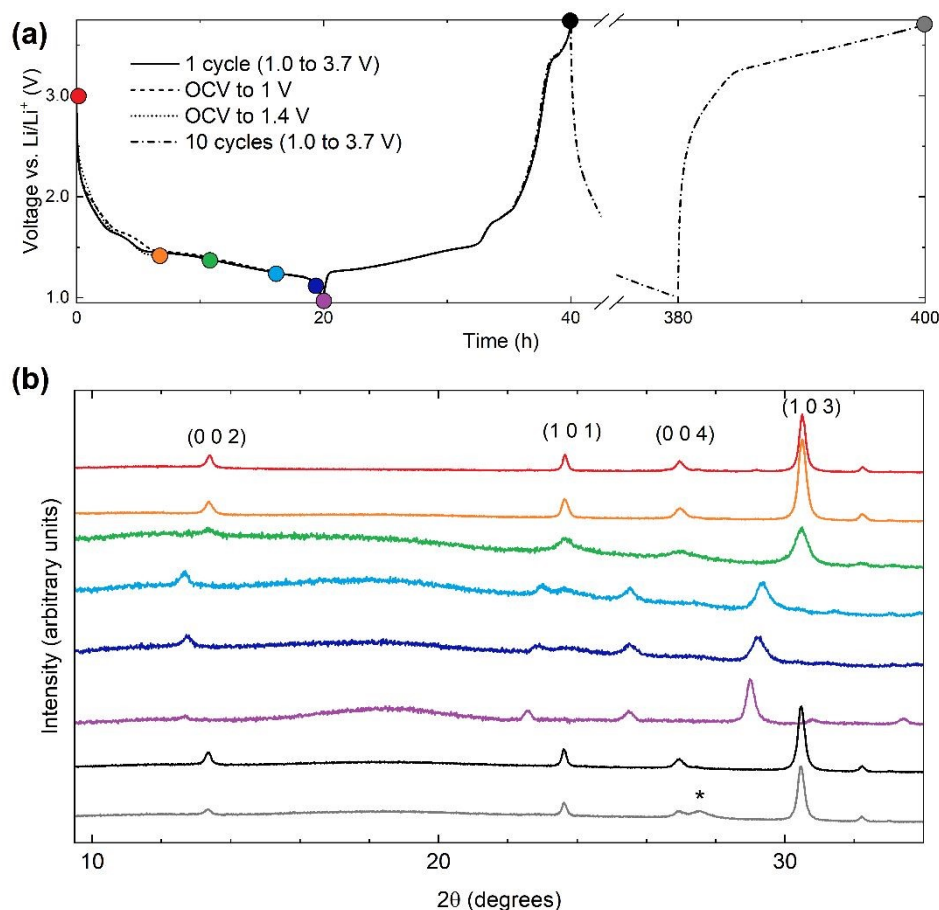 (a)
1 cycle (1.0 to 3.7 V)
OCV to 1 V
OCV to 1.4 V
10 cycles (1.0 to 3.7 V)
Voltage vs. Li/Li⁺ (V)
3.0
2.0
1.0
0 20 40 380 400
Time (h)
(b)
(0 0 2) (1 0 1) (0 0 4) (1 0 3)
*
Intensity (arbitrary units)
10 20 30
2θ (degrees)